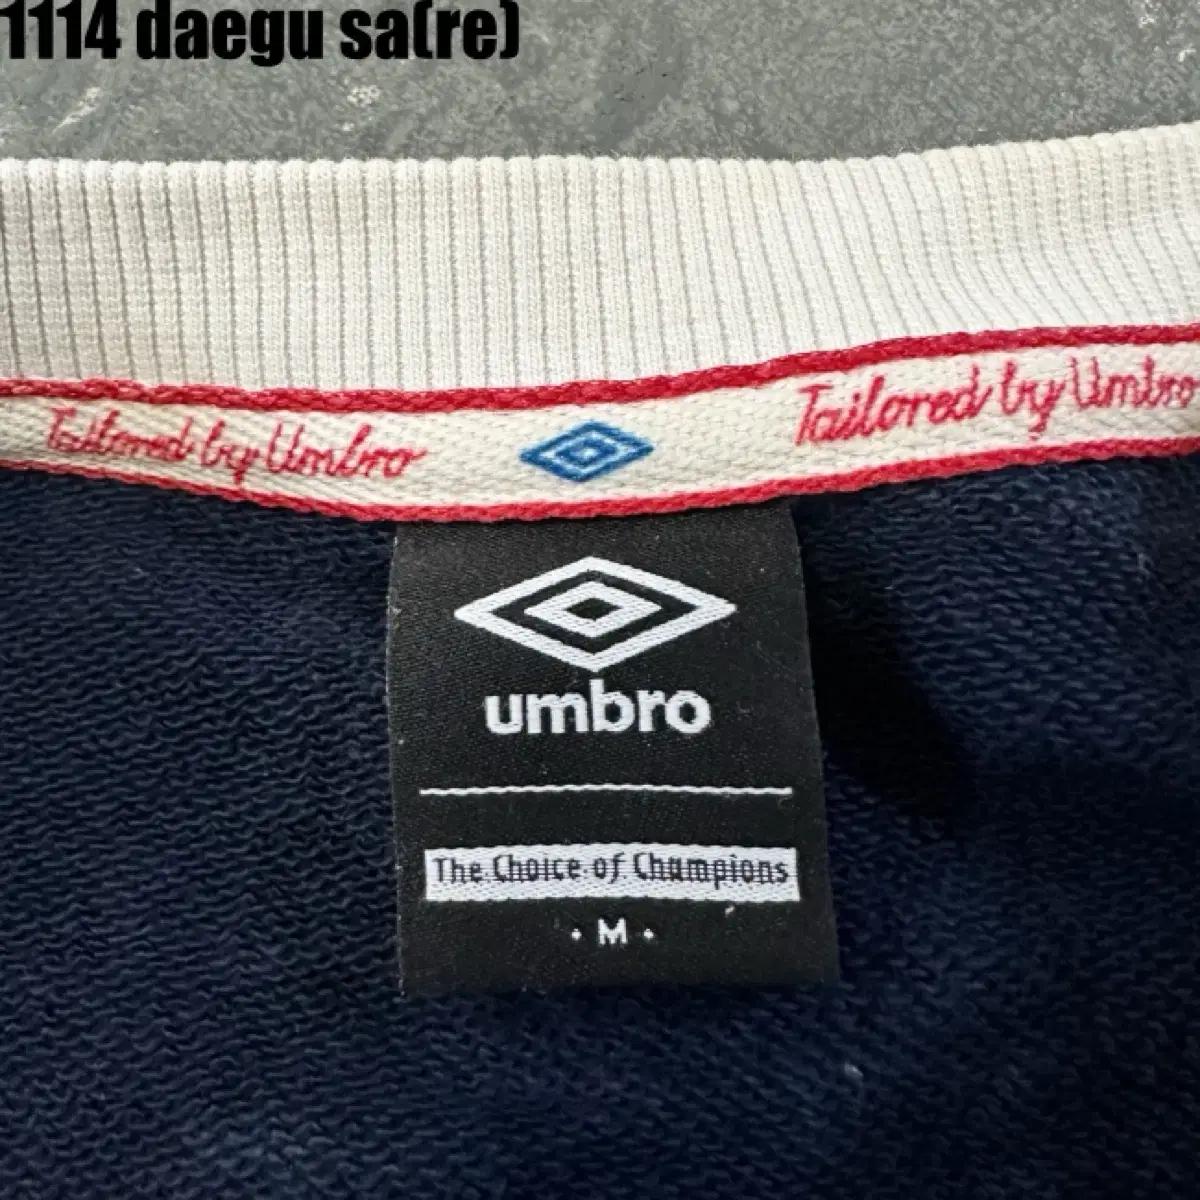 1114 daegu sa(re)
Tailored by Umbro
Tailored by Umbro
umbro
The Choice of Champions
· M ·